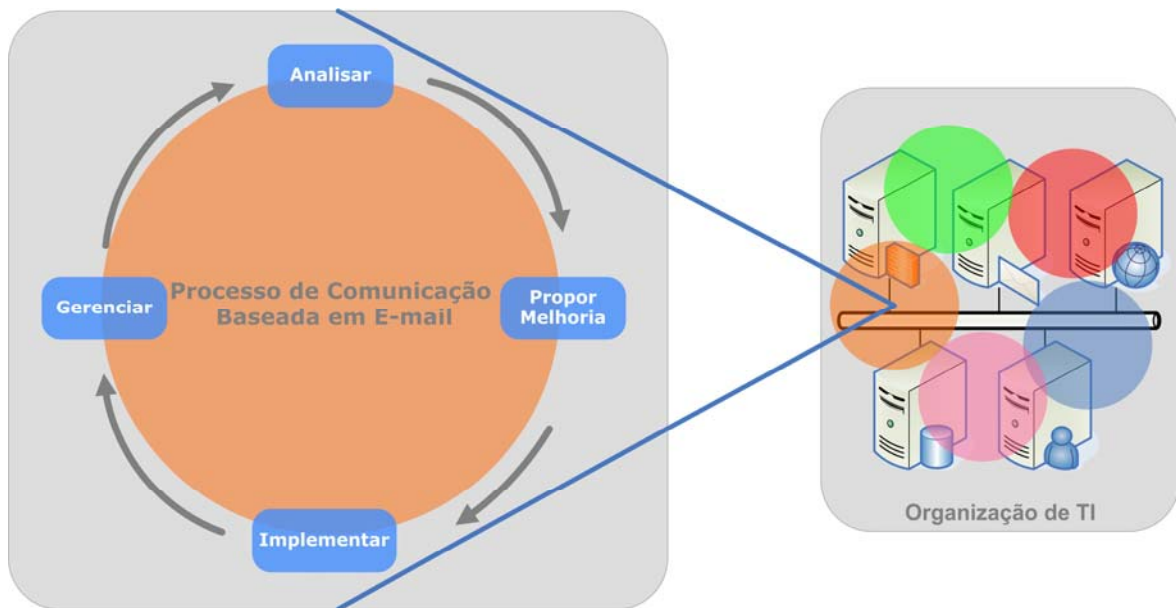 Analisar
Gerenciar
Processo de Comunicação
Baseada em E-mail
Propor
Melhoria
Implementar
Organização de TI